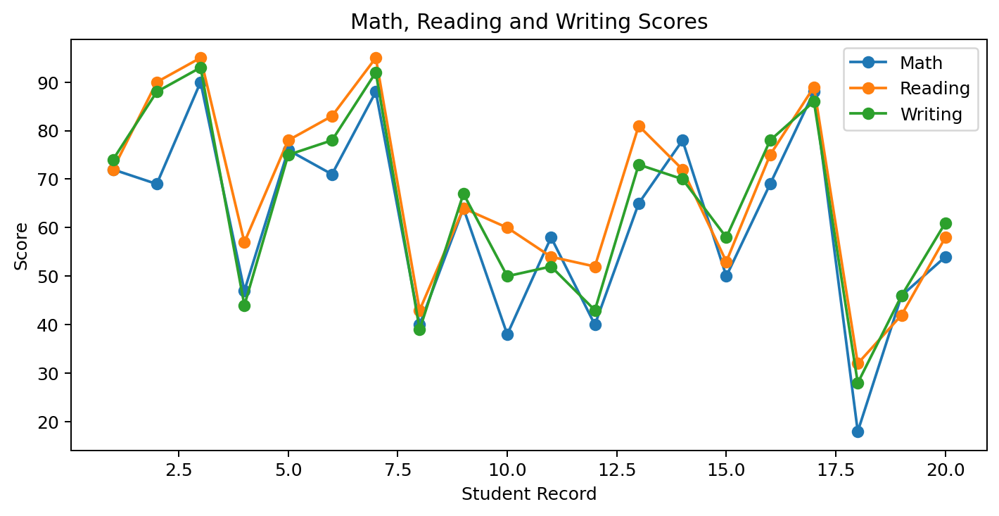 Math, Reading and Writing Scores
Math
Reading
Writing
90
80
70
60
50
40
30
20
Score
2.5 5.0 7.5 10.0 12.5 15.0 17.5 20.0
Student Record